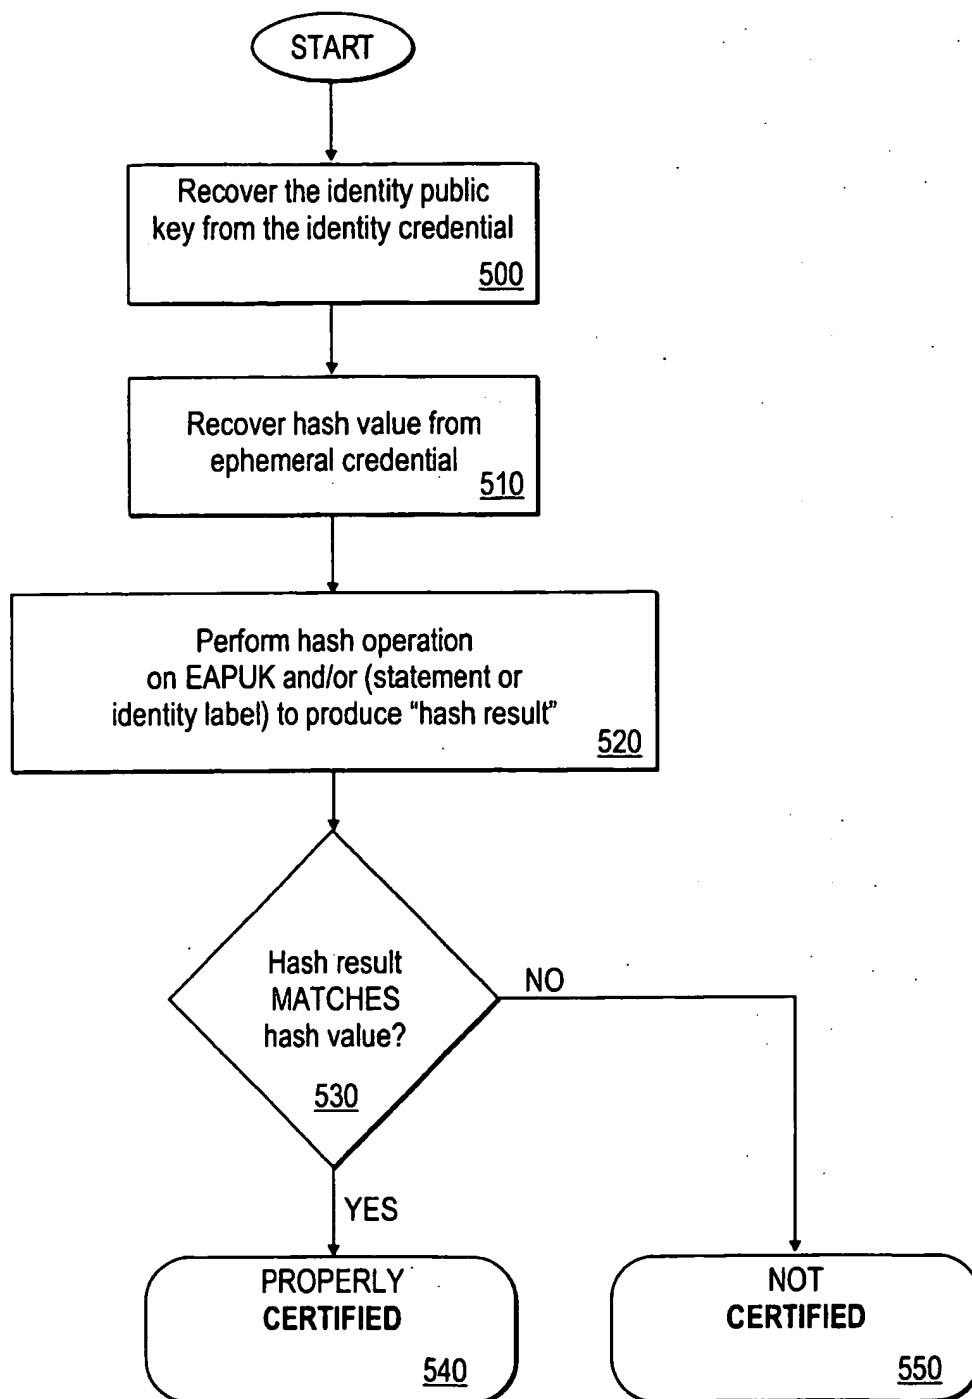 START
Recover the identity public
key from the identity credential
500
Recover hash value from
ephemeral credential
510
Perform hash operation
on EAPUK and/or (statement or
identity label) to produce “hash result”
520
Hash result
MATCHES
hash value?
530
NO
YES
PROPERLY
CERTIFIED
540
NOT
CERTIFIED
550